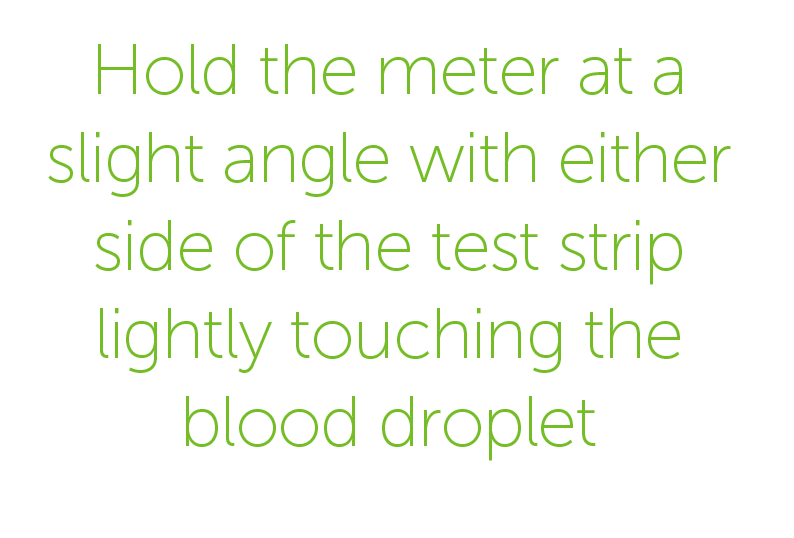 Hold the meter at a
slight angle with either
side of the test strip
lightly touching the
blood droplet